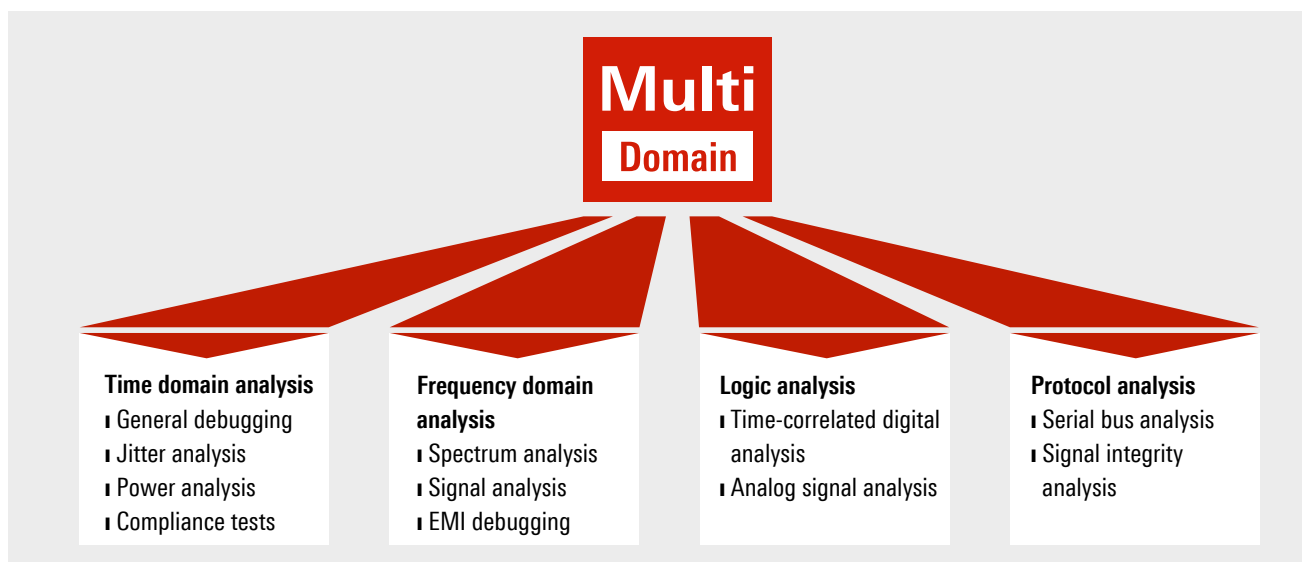 Multi
Domain
Time domain analysis
ı General debugging
ı Jitter analysis
ı Power analysis
ı Compliance tests
Frequency domain
analysis
ı Spectrum analysis
ı Signal analysis
ı EMI debugging
Logic analysis
ı Time-correlated digital
analysis
ı Analog signal analysis
Protocol analysis
ı Serial bus analysis
ı Signal integrity
analysis